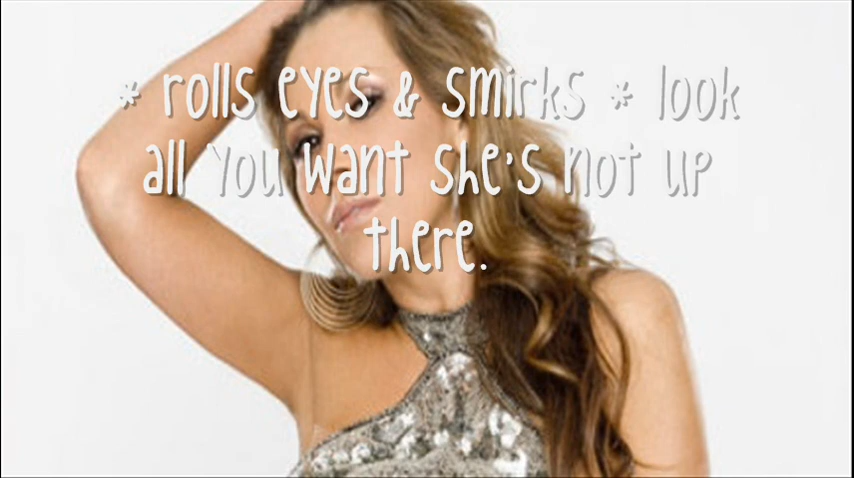 * rolls eyes & smirks * look
all you want she's not up
there.